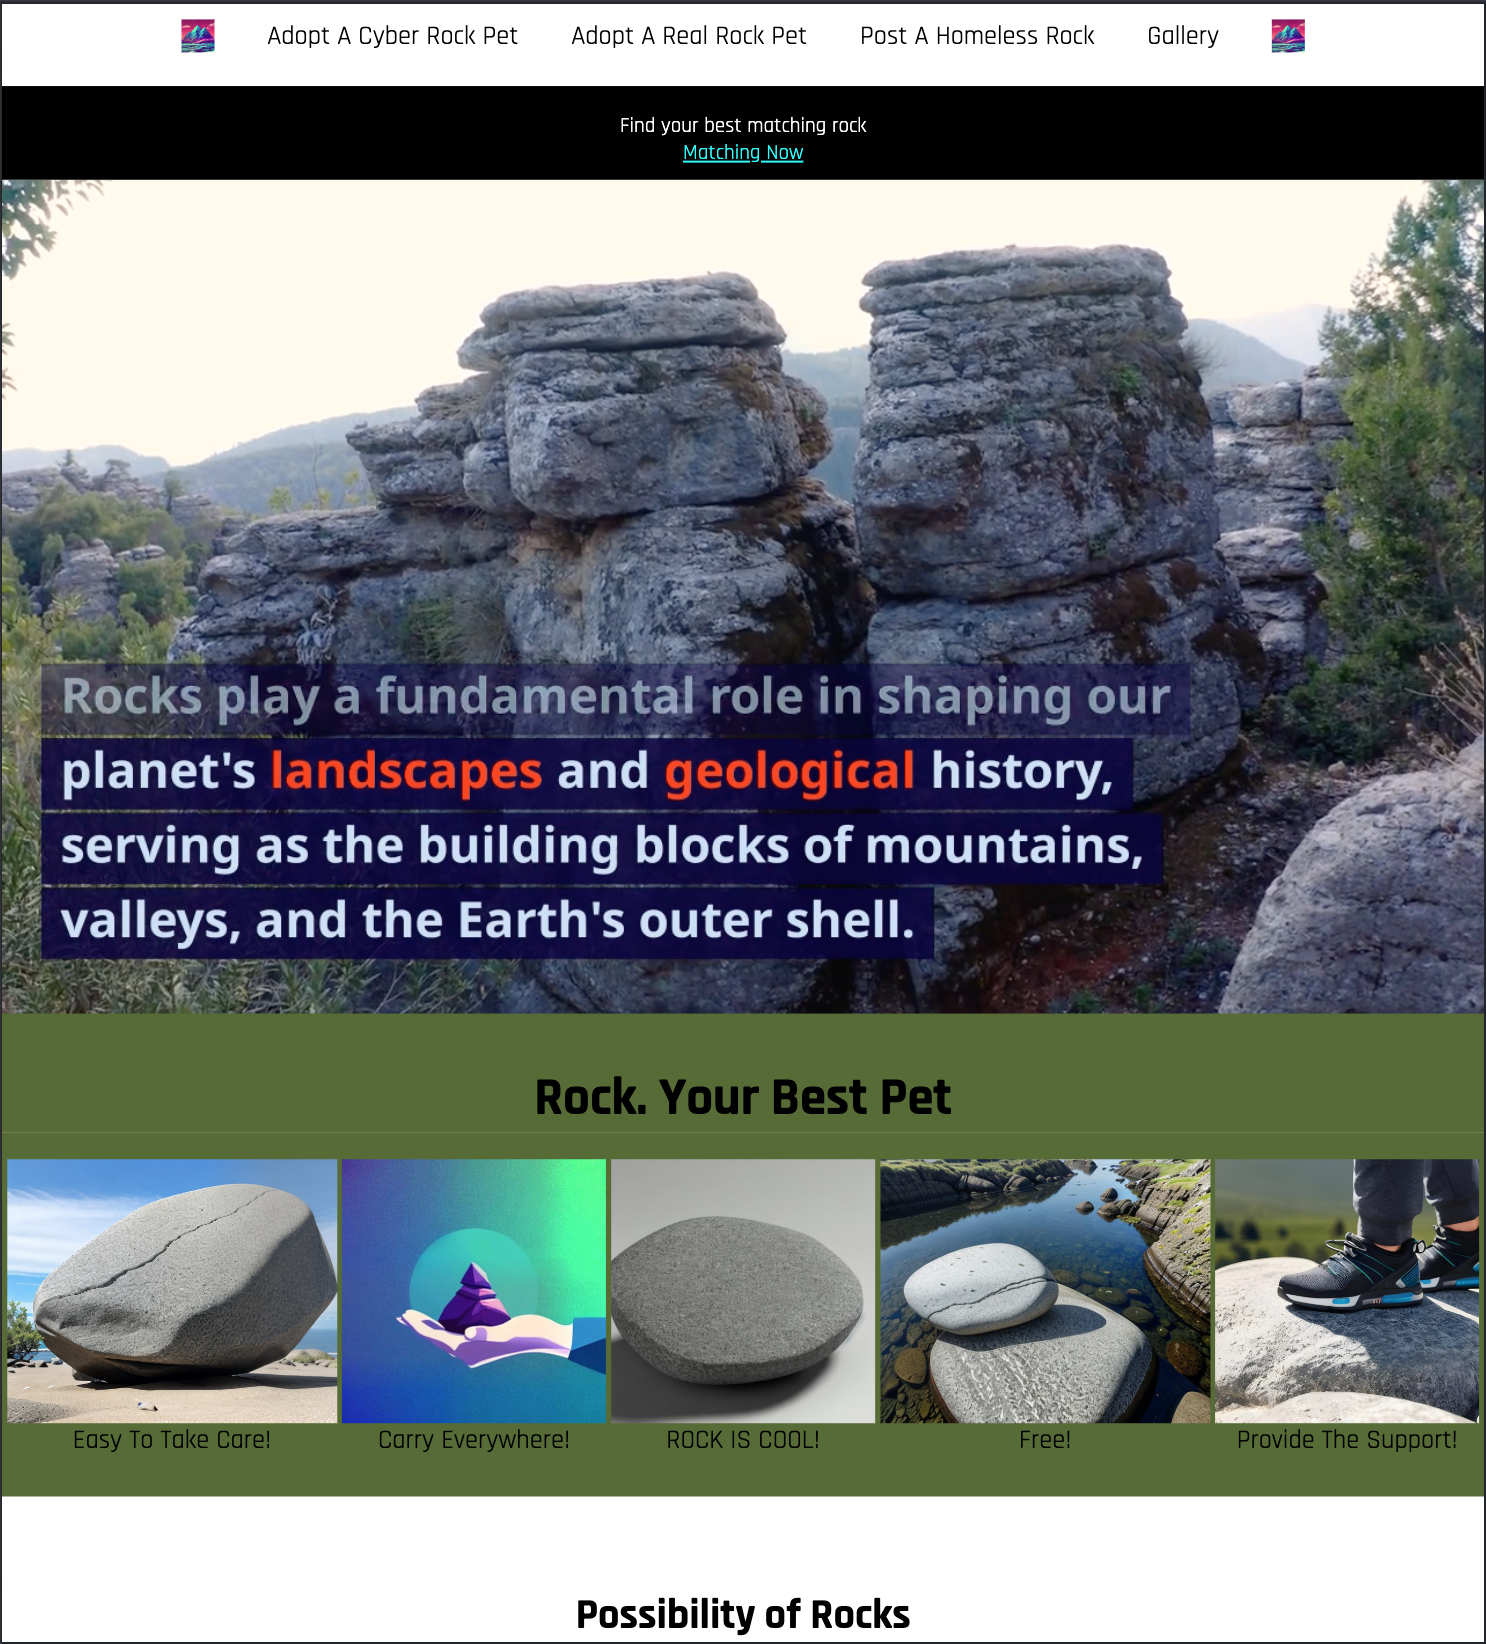 Adopt A Cyber Rock Pet
Adopt A Real Rock Pet
Post A Homeless Rock
Gallery
Find your best matching rock
Matching Now
Rocks play a fundamental role in shaping our
planet's landscapes and geological history,
serving as the building blocks of mountains,
valleys, and the Earth's outer shell.
Rock. Your Best Pet
Easy To Take Care!
Carry Everywhere!
ROCK IS COOL!
Free!
Provide The Support!
Possibility of Rocks